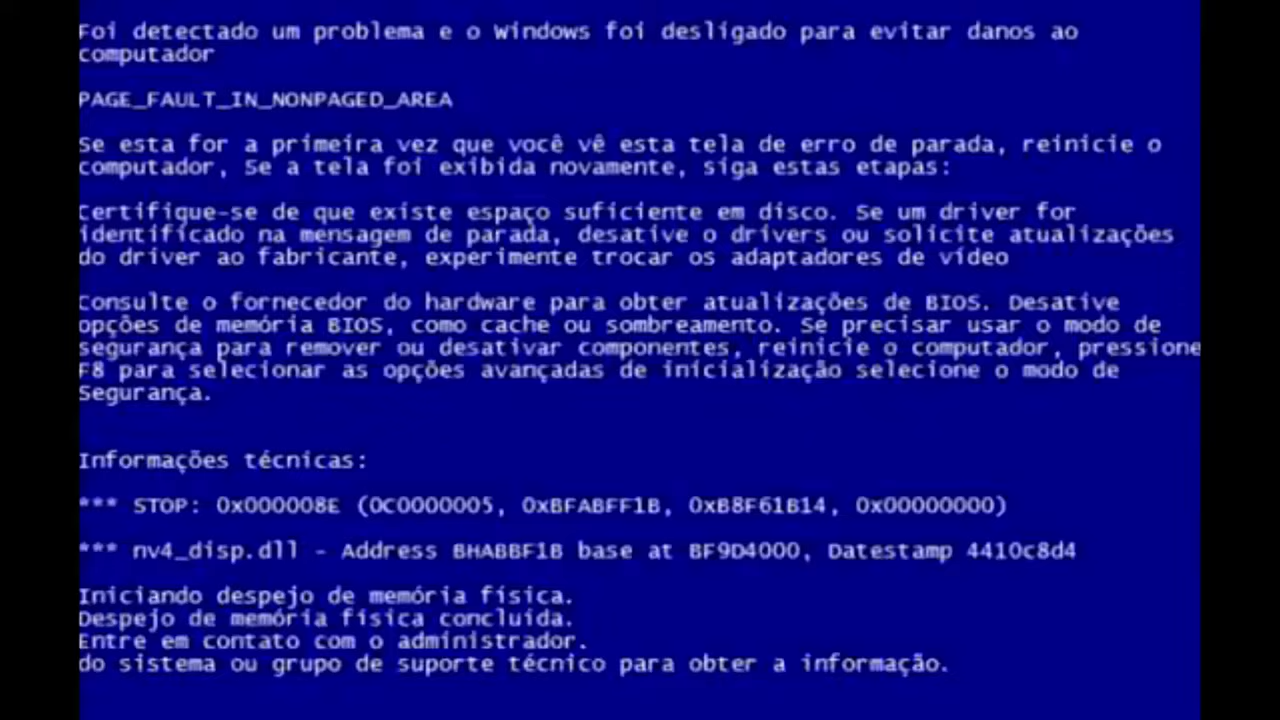 Foi detectado um problema e o Windows foi desligado para evitar danos ao
computador
PAGE_FAULT_IN_NONPAGED_AREA
Se esta for a primeira vez que você vê esta tela de erro de parada, reinicie o
computador, Se a tela foi exibida novamente, siga estas etapas:
Certifique-se de que existe espaço suficiente em disco. Se um driver for
identificado na mensagem de parada, desative o drivers ou solicite atualizações
do driver ao fabricante, experimente trocar os adaptadores de vídeo
Consulte o fornecedor do hardware para obter atualizações de BIOS. Desative
opções de memória BIOS, como cache ou sombreamento. Se precisar usar o modo de
segurança para remover ou desativar componentes, reinicie o computador, pressione
F8 para selecionar as opções avançadas de inicialização selecione o modo de
Segurança.
Informações técnicas:
*** STOP: 0x000008E (0C0000005, 0xBFABFF1B, 0xB8F61B14, 0x00000000)
*** nv4_disp.dll - Address BHABBF1B base at BF9D4000, Datestamp 4410c8d4
Iniciando despejo de memória física.
Despejo de memória física concluída.
Entre em contato com o administrador.
do sistema ou grupo de suporte técnico para obter a informação.